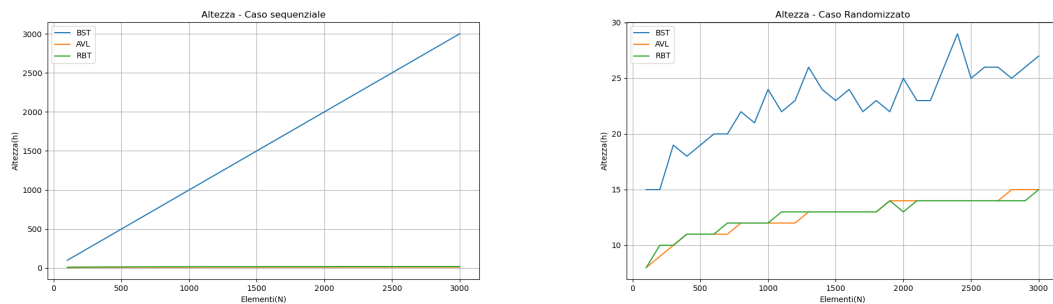 Altezza - Caso sequenziale
BST
AVL
RBT
3000
2500
2000
1500
1000
500
0
Altezza(h)
0
500
1000
1500
2000
2500
3000
Elementi(N)
Altezza - Caso Randomizzato
BST
AVL
RBT
30
25
20
15
10
Altezza(h)
0
500
1000
1500
2000
2500
3000
Elementi(N)